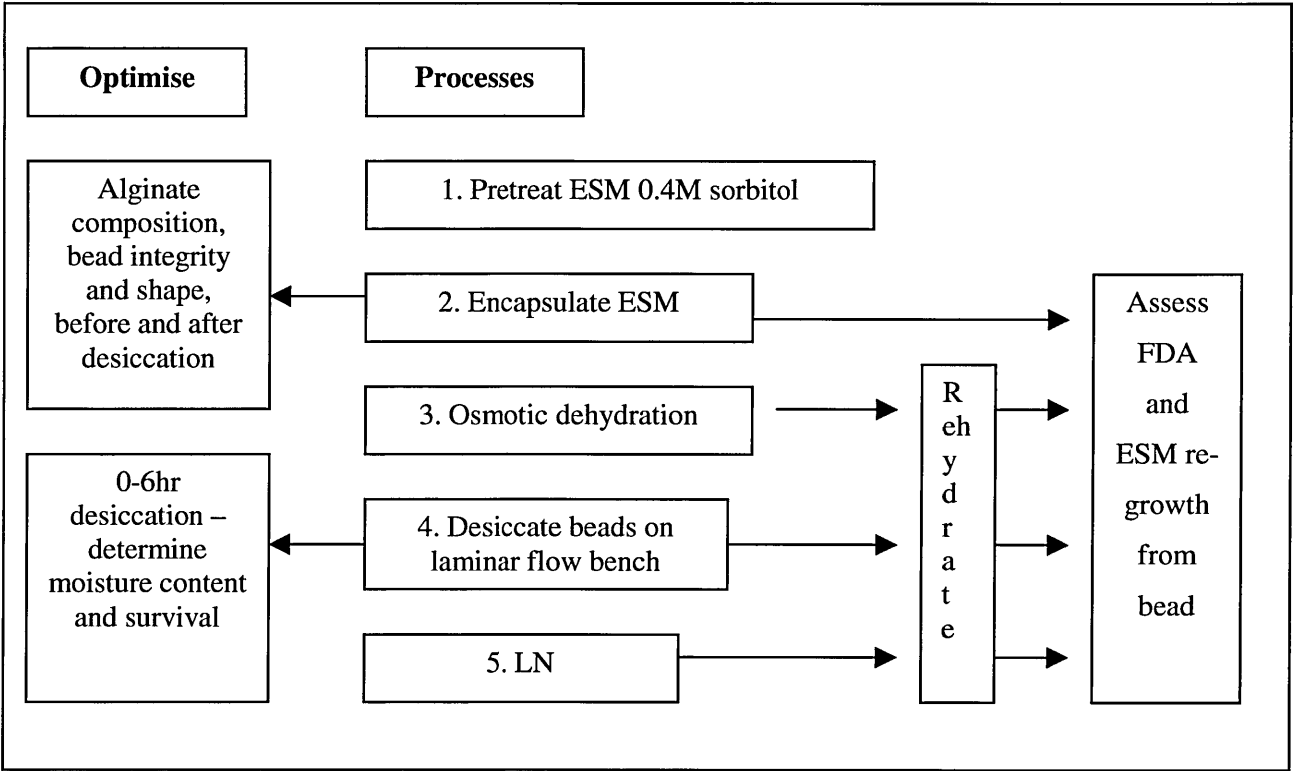 Optimise
Processes
Alginate
composition,
bead integrity
and shape,
before and after
desiccation
0-6hr
desiccation –
determine
moisture content
and survival
1. Pretreat ESM 0.4M sorbitol
2. Encapsulate ESM
3. Osmotic dehydration
4. Desiccate beads on
laminar flow bench
5. LN
R
eh
y
d
r
a
t
e
Assess
FDA
and
ESM re-
growth
from
bead